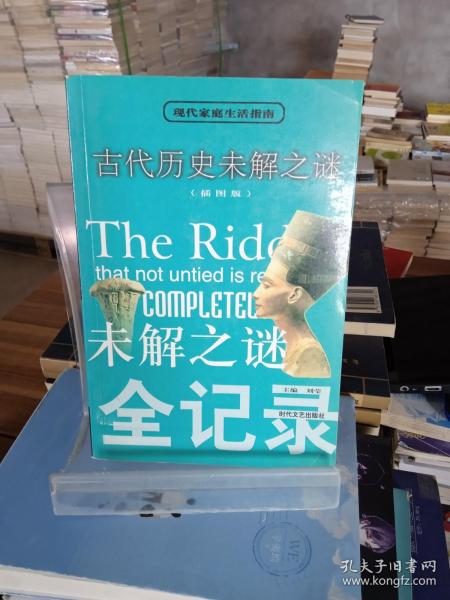 现代家庭生活指南
古代历史未解之谜
（插图版）
The Ridd
that not untied is re
COMPLETEL
未解之谜
主编 刘荣
全记录
时代文艺出版社
孔夫子旧书网
www.kongfz.com